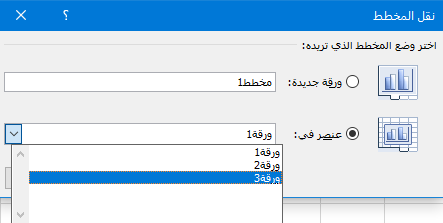 نقل المخطط
اختر وضع المخطط الذي تريده:
ورقة جديدة: مخطط1
عنصر في: ورقة1
ورقة1
ورقة2
ورقة3